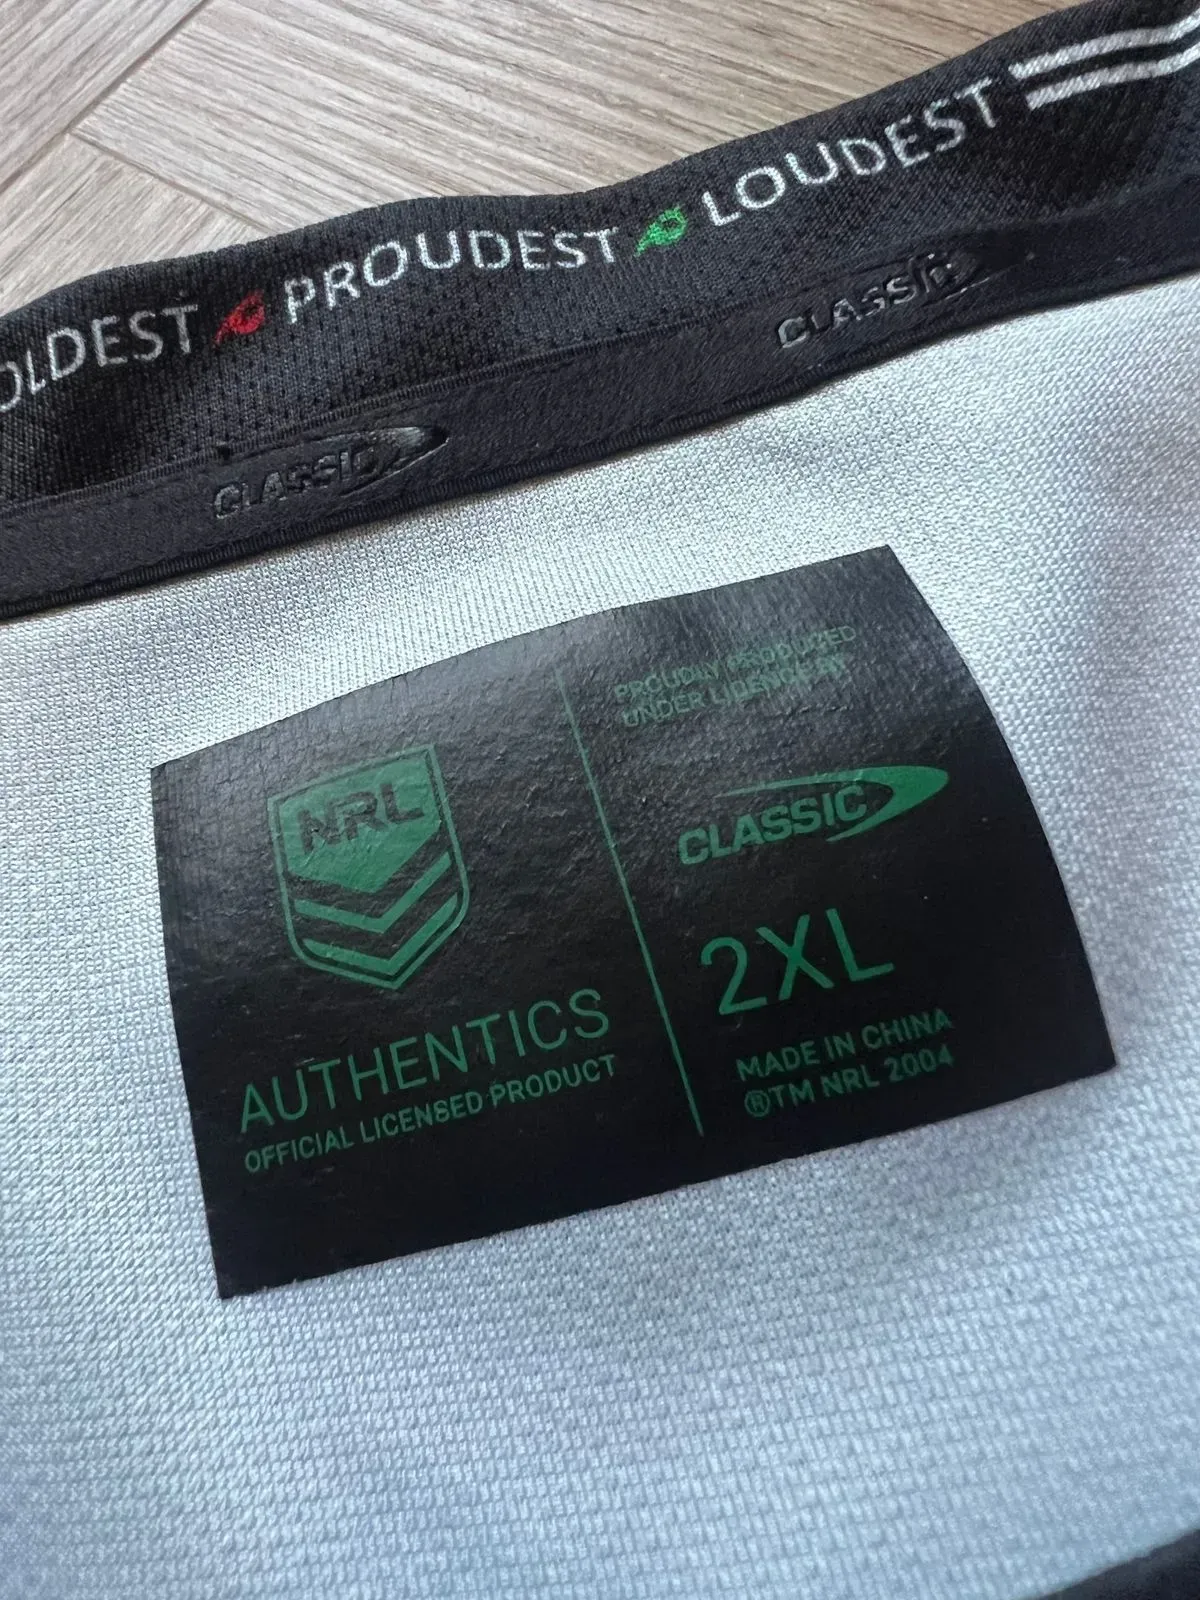 OLDEST PROUDEST LOUDEST
CLASSIC CLASSIC
NRL
AUTHENTICS
OFFICIAL LICENSED PRODUCT
PROUDLY PRODUCED
UNDER LICENCE BY
CLASSIC
2XL
MADE IN CHINA
®TM NRL 2004